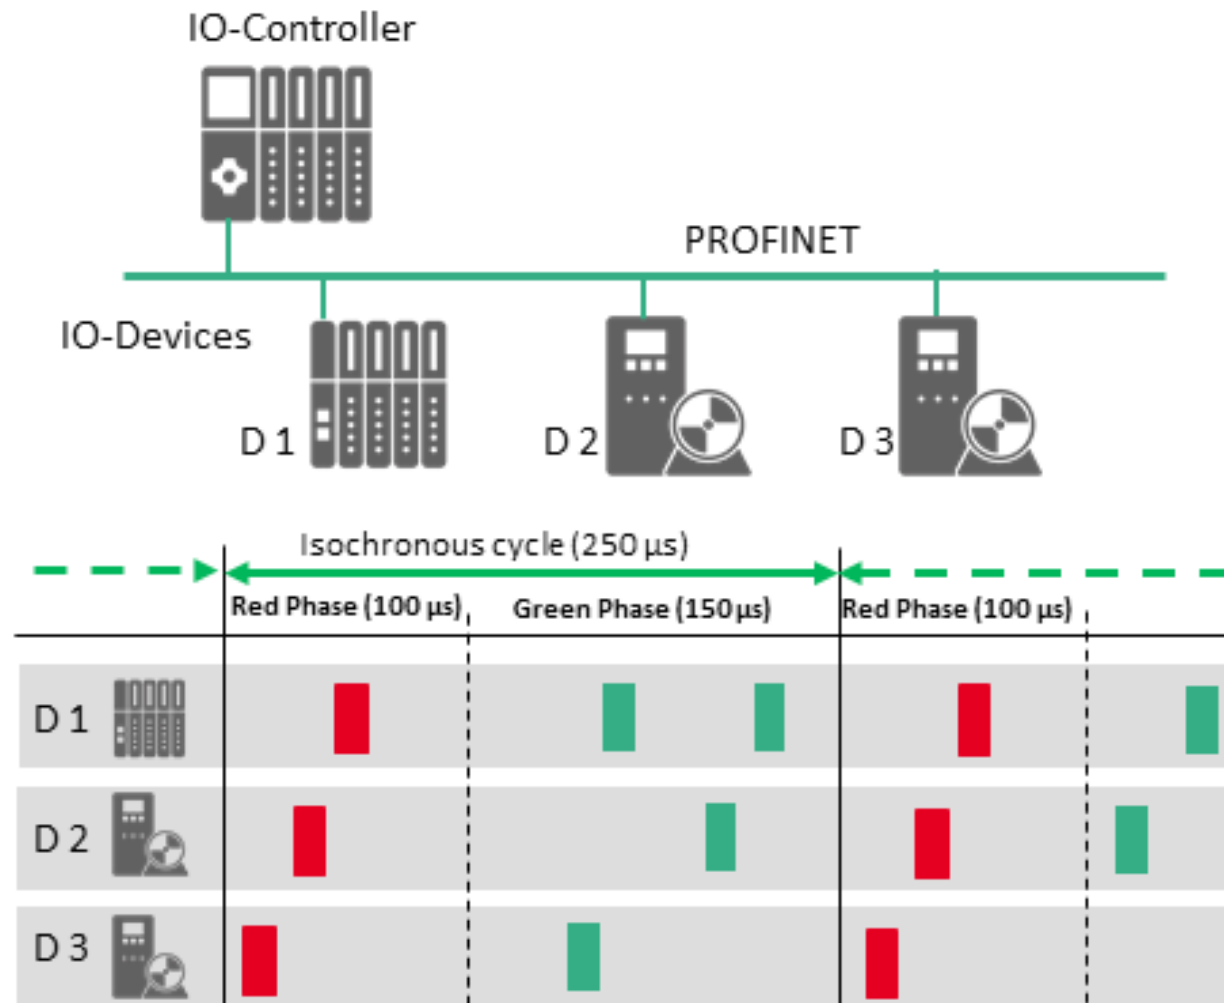 IO-Controller
PROFINET
IO-Devices
D 1
D 2
D 3
Isochronous cycle (250 µs)
Red Phase (100 µs)
Green Phase (150 µs)
Red Phase (100 µs)
D 1
D 2
D 3